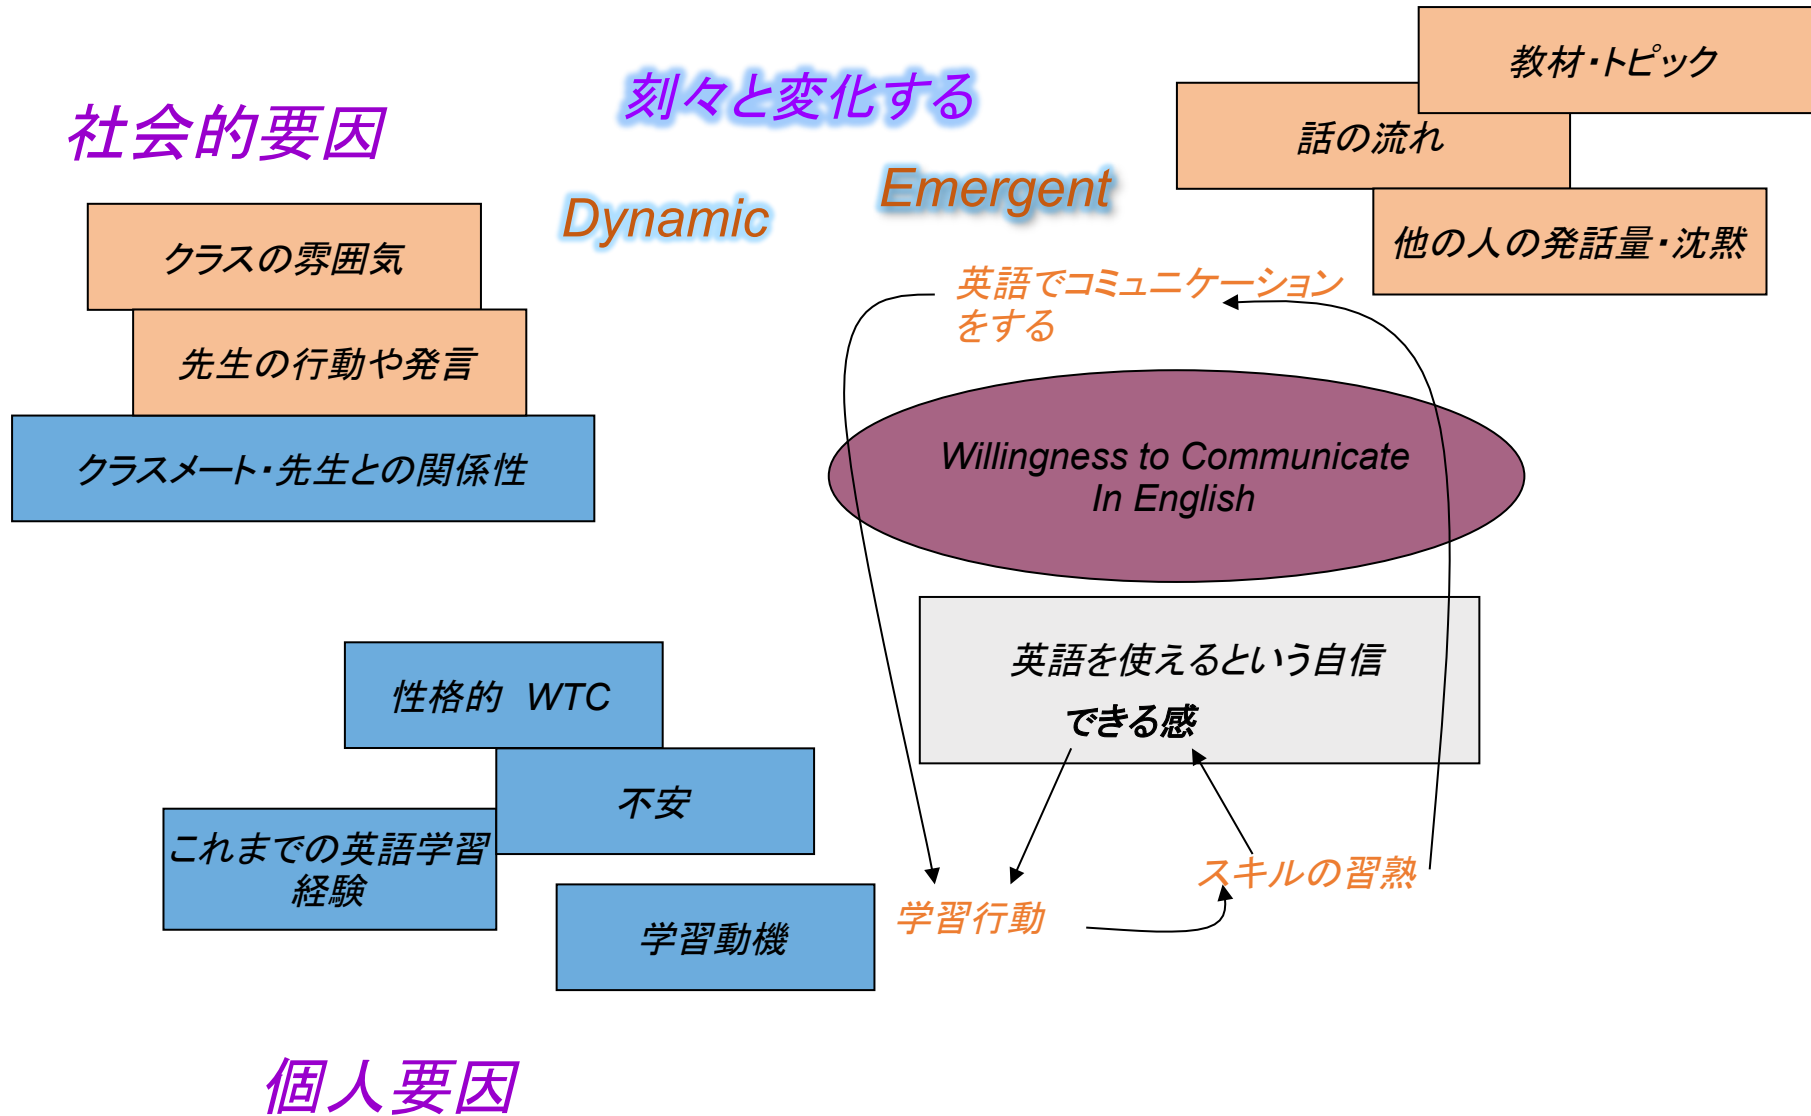 教材・トピック
刻々と変化する
社会的要因
話の流れ
Dynamic
Emergent
クラスの雰囲気
他の人の発話量・沈黙
英語でコミュニケーション
をする
先生の行動や発言
クラスメート・先生との関係性
Willingness to Communicate
In English
英語を使えるという自信
できる感
性格的 WTC
不安
これまでの英語学習
経験
スキルの習熟
学習行動
学習動機
個人要因